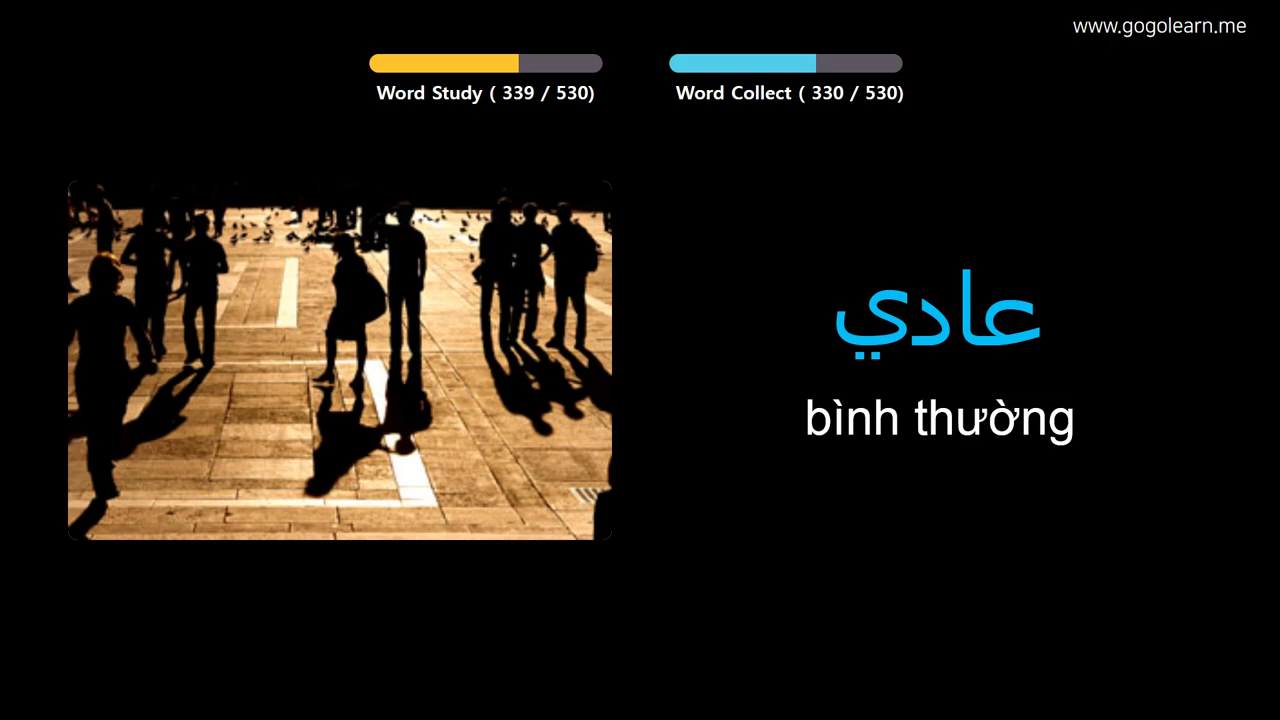 www.gogolearn.me
Word Study ( 339 / 530)
Word Collect ( 330 / 530)
عادي
bình thường